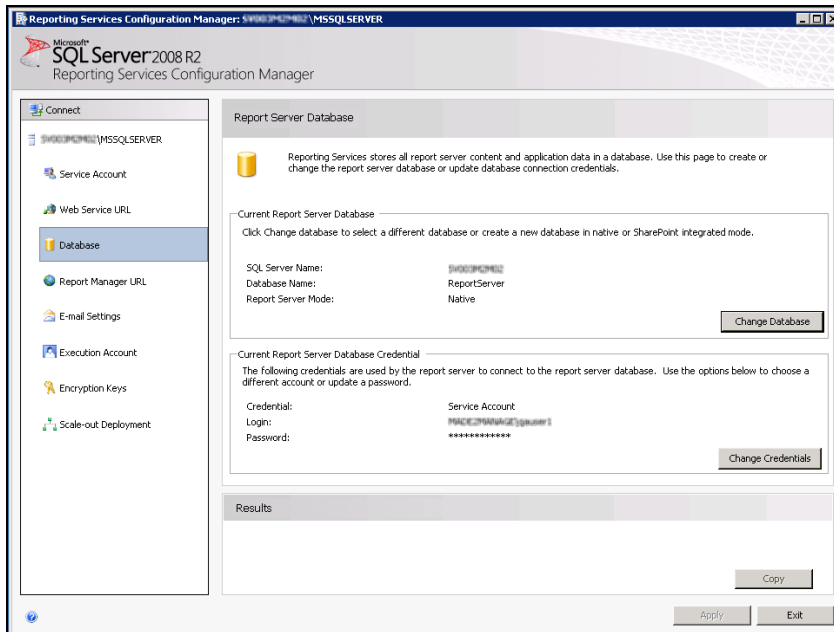 Reporting Services Configuration Manager: \MSSQLSERVER
Microsoft
SQL Server 2008 R2
Reporting Services Configuration Manager
Connect
\MSSQLSERVER
Service Account
Web Service URL
Database
Report Manager URL
E-mail Settings
Execution Account
Encryption Keys
Scale-out Deployment
Report Server Database
Reporting Services stores all report server content and application data in a database. Use this page to create or
change the report server database or update database connection credentials.
Current Report Server Database
Click Change database to select a different database or create a new database in native or SharePoint integrated mode.
SQL Server Name:
Database Name: ReportServer
Report Server Mode: Native
Change Database
Current Report Server Database Credential
The following credentials are used by the report server to connect to the report server database. Use the options below to choose a
different account or update a password.
Credential: Service Account
Login:
Password: ************
Change Credentials
Results
Copy
Apply
Exit